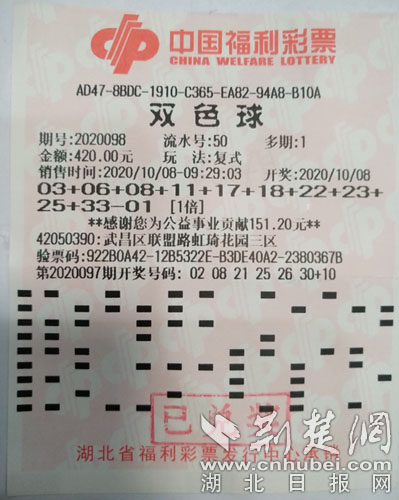 中国福利彩票
CHINA WELFARE LOTTERY
AD47-8BDC-1910-C365-EA82-94A8-B10A
双色球
期号:2020098 流水号:50 多期:1
金额:420.00元 玩 法:复式
销售时间:2020/10/08-09:29:03 开奖:2020/10/08
03+06+08+11+17+18+22+23+
25+33-01 [1倍]
**感谢您为公益事业贡献151.20元**
42050390:武昌区联盟路虹琦花园三区
验票码:922B0A42-12B5322E-B3DE40A2-2380367B
第2020097期开奖号码: 02 08 21 25 26 30+10
已兑奖
荆楚网
湖北省福利彩票发行中心承销
www.cnhubei.com
湖北日报网